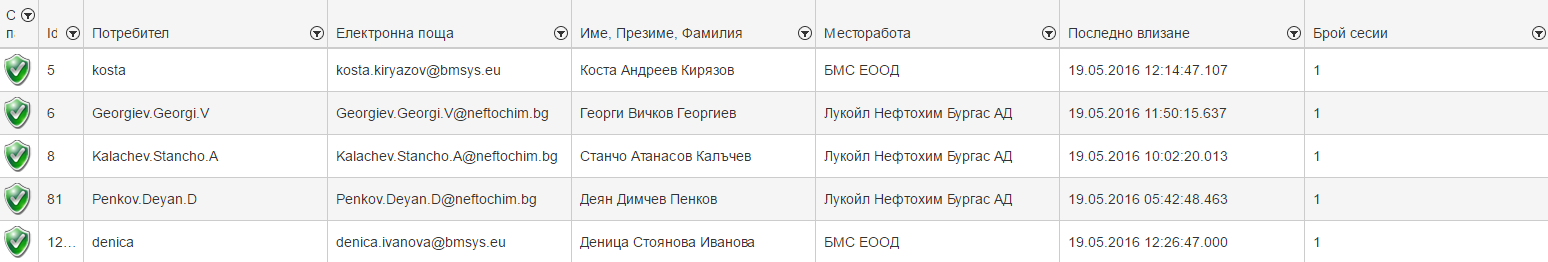 С п Id Потребител Електронна поща Име, Презиме, Фамилия Месторабота Последно влизане Брой сесии
5 kosta kosta.kiryazov@bmsys.eu Коста Андреев Кирязов БМС ЕООД 19.05.2016 12:14:47.107 1
6 Georgiev.Georgi.V Georgiev.Georgi.V@neftochim.bg Георги Вичков Георгиев Лукойл Нефтохим Бургас АД 19.05.2016 11:50:15.637 1
8 Kalachev.Stancho.A Kalachev.Stancho.A@neftochim.bg Станчо Атанасов Калъчев Лукойл Нефтохим Бургас АД 19.05.2016 10:02:20.013 1
81 Penkov.Deyan.D Penkov.Deyan.D@neftochim.bg Деян Димчев Пенков Лукойл Нефтохим Бургас АД 19.05.2016 05:42:48.463 1
12... denica denica.ivanova@bmsys.eu Деница Стоянова Иванова БМС ЕООД 19.05.2016 12:26:47.000 1